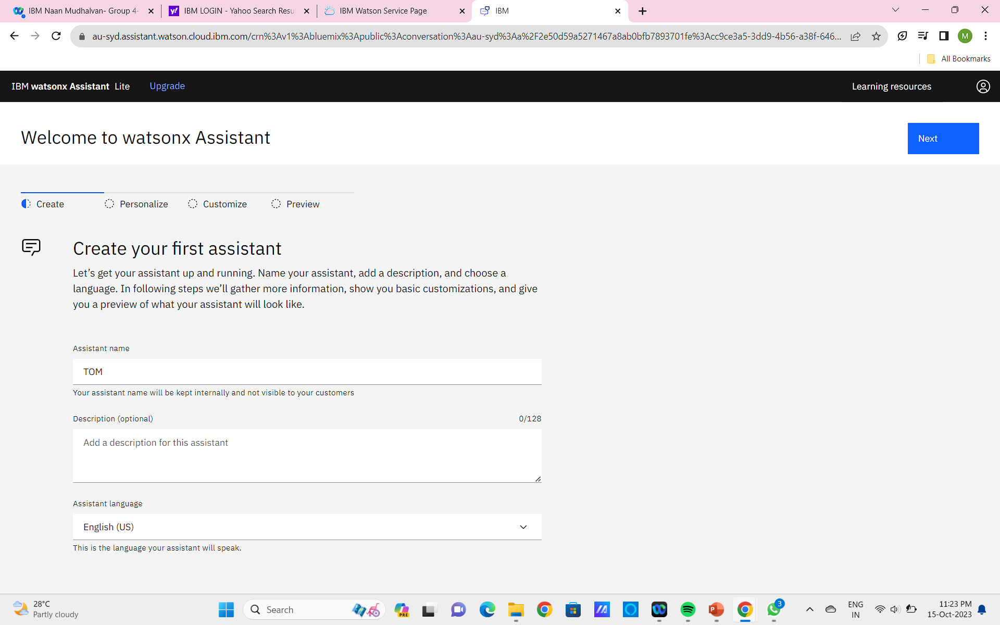 IBM Naan Mudhalvan- Group 4-
IBM LOGIN - Yahoo Search Resu
IBM Watson Service Page
IBM
au-syd.assistant.watson.cloud.ibm.com/crn%3Av1%3Abluemix%3Apublic%3Aconversation%3Aau-syd%3Aa%2F2e50d59a5271467a8ab0bfb7893701fe%3Acc9ce3a5-3dd9-4b56-a38f-646...
M
All Bookmarks
IBM watsonx Assistant Lite
Upgrade
Learning resources
Welcome to watsonx Assistant
Next
Create
Personalize
Customize
Preview
Create your first assistant
Let’s get your assistant up and running. Name your assistant, add a description, and choose a
language. In following steps we’ll gather more information, show you basic customizations, and give
you a preview of what your assistant will look like.
Assistant name
TOM
Your assistant name will be kept internally and not visible to your customers
Description (optional)
0/128
Add a description for this assistant
Assistant language
English (US)
This is the language your assistant will speak.
28°C
Partly cloudy
Search
PRE
3
ENG
IN
11:23 PM
15-Oct-2023